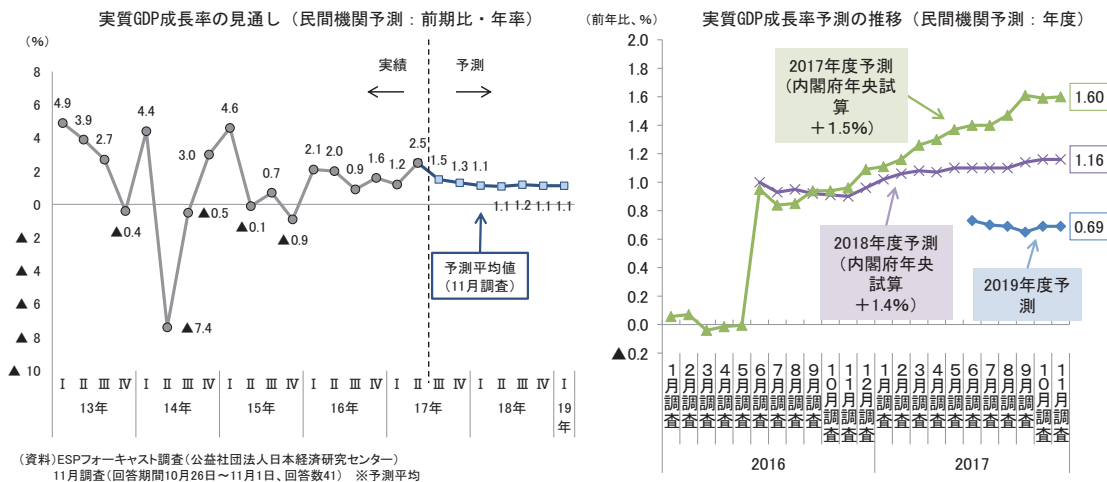 実質GDP成長率の見通し（民間機関予測：前期比・年率）
（%）
8
6
4
2
0
▲ 2
▲ 4
▲ 6
▲ 8
▲ 10
実績
予測
4.9
3.9
2.7
▲0.4
4.4
▲7.4
▲0.5
3.0
4.6
▲0.1
0.7
▲0.9
2.1
2.0
0.9
1.6
1.2
2.5
1.5
1.3
1.1
1.1
1.2
1.1
1.1
予測平均値
（11月調査）
Ⅰ Ⅱ Ⅲ Ⅳ Ⅰ Ⅱ Ⅲ Ⅳ Ⅰ Ⅱ Ⅲ Ⅳ Ⅰ Ⅱ Ⅲ Ⅳ Ⅰ Ⅱ Ⅲ Ⅳ Ⅰ Ⅱ Ⅲ Ⅳ Ⅰ
13年 14年 15年 16年 17年 18年 19年
（資料）ESPフォーキャスト調査（公益社団法人日本経済研究センター）
11月調査（回答期間10月26日～11月1日、回答数41） ※予測平均
実質GDP成長率予測の推移（民間機関予測：年度）
（前年比、%）
2.0
1.8
1.6
1.4
1.2
1.0
0.8
0.6
0.4
0.2
0.0
▲0.2
2017年度予測
（内閣府年央試
算
＋1.5%）
2018年度予測
（内閣府年央
試算
＋1.4%）
2019年度予
測
1.60
1.16
0.69
1月調査
2月調査
3月調査
4月調査
5月調査
6月調査
7月調査
8月調査
9月調査
10月調査
11月調査
12月調査
1月調査
2月調査
3月調査
4月調査
5月調査
6月調査
7月調査
8月調査
9月調査
10月調査
11月調査
2016
2017